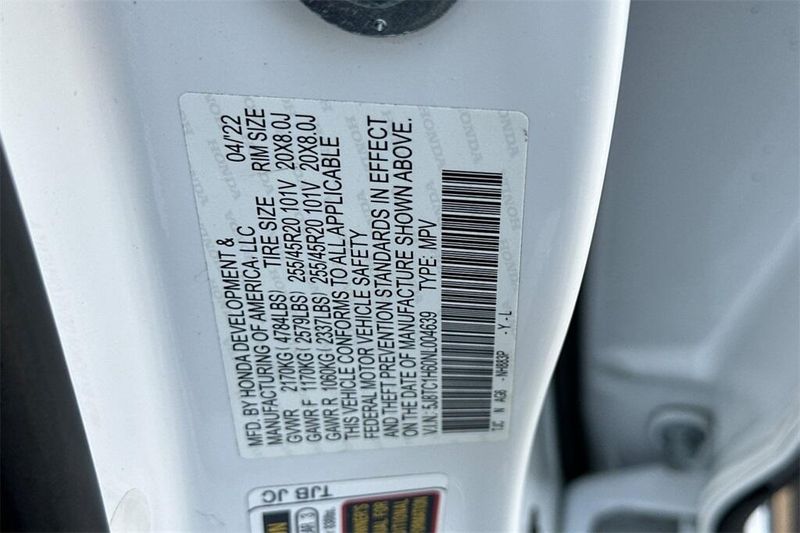 MFD. BY HONDA DEVELOPMENT & 04/'22
MANUFACTURING OF AMERICA, LLC
TIRE SIZE RIM SIZE
GVWR 2170KG ( 4784LBS)
GAWR F 1170KG ( 2579LBS) 255/45R20 101V 20X8.0J
GAWR R 1060KG ( 2337LBS) 255/45R20 101V 20X8.0J
THIS VEHICLE CONFORMS TO ALL APPLICABLE
FEDERAL MOTOR VEHICLE SAFETY
AND THEFT PREVENTION STANDARDS IN EFFECT
ON THE DATE OF MANUFACTURE SHOWN ABOVE.
V.I.N.: 5J8TC1H60NL004639 TYPE: MPV
TJC N AG6 -NH883P -Y - L
TJB JC